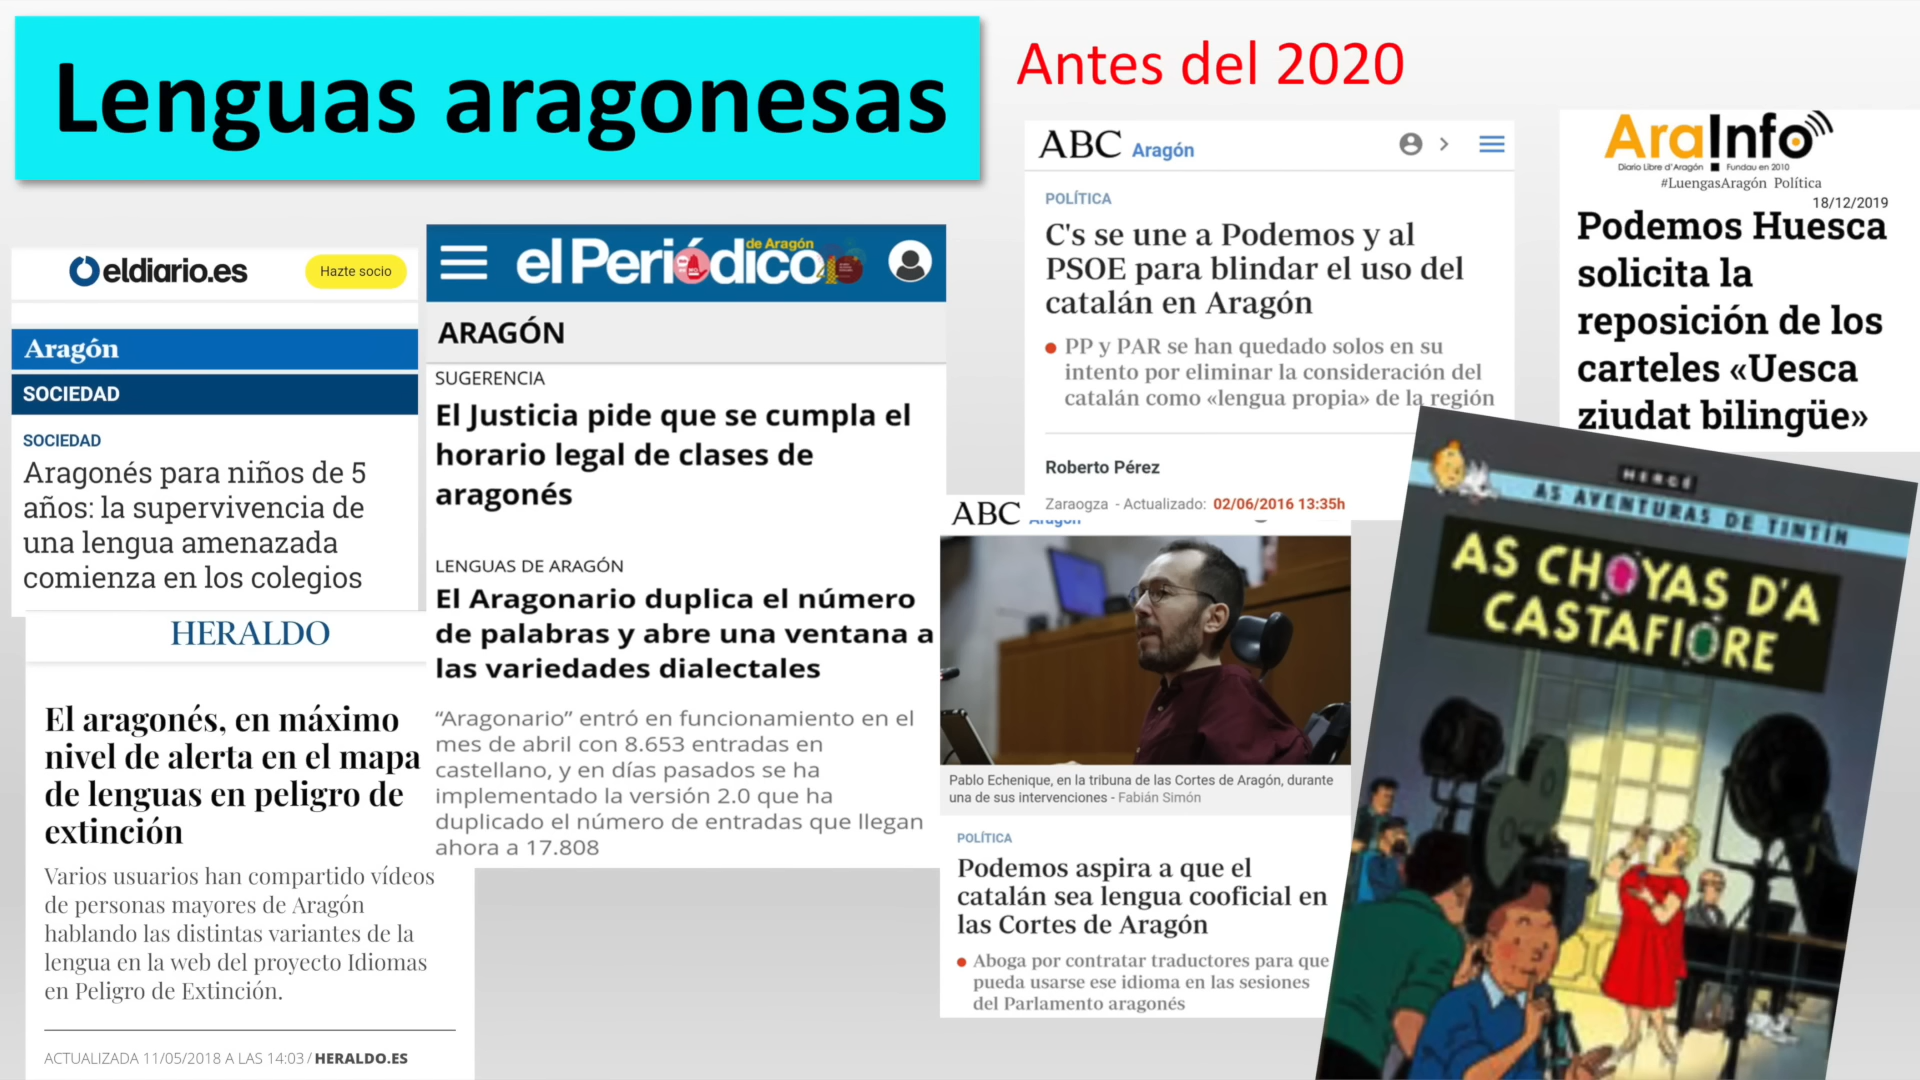 Lenguas aragonesas
Antes del 2020
eldiario.es
Hazte socio
Aragón
SOCIEDAD
SOCIEDAD
Aragonés para niños de 5
años: la supervivencia de
una lengua amenazada
comienza en los colegios
HERALDO
El aragonés, en máximo
nivel de alerta en el mapa
de lenguas en peligro de
extinción
Varios usuarios han compartido vídeos
de personas mayores de Aragón
hablando las distintas variantes de la
lengua en la web del proyecto Idiomas
en Peligro de Extinción.
ACTUALIZADA 11/05/2018 A LAS 14:03 / HERALDO.ES
el Periódico
de Aragón
ARAGÓN
SUGERENCIA
El Justicia pide que se cumpla el
horario legal de clases de
aragonés
LENGUAS DE ARAGÓN
El Aragonario duplica el número
de palabras y abre una ventana a
las variedades dialectales
“Aragonario” entró en funcionamiento en el
mes de abril con 8.653 entradas en
castellano, y en días pasados se ha
implementado la versión 2.0 que ha
duplicado el número de entradas que llegan
ahora a 17.808
ABC Aragón
POLÍTICA
C's se une a Podemos y al
PSOE para blindar el uso del
catalán en Aragón
PP y PAR se han quedado solos en su
intento por eliminar la consideración del
catalán como «lengua propia» de la región
Roberto Pérez
Zaraogza - Actualizado: 02/06/2016 13:35h
ABC Aragón
Pablo Echenique, en la tribuna de las Cortes de Aragón, durante
una de sus intervenciones - Fabián Simón
POLÍTICA
Podemos aspira a que el
catalán sea lengua cooficial en
las Cortes de Aragón
Aboga por contratar traductores para que
pueda usarse ese idioma en las sesiones
del Parlamento aragonés
AraInfo
Diario Libre d'Aragón Fundau en 2010
#LuengasAragón Política
18/12/2019
Podemos Huesca
solicita la
reposición de los
carteles «Uesca
ziudat bilingüe»
HERGÉ
AS AVENTURAS DE TINTÍN
AS CHOYAS D'A
CASTAFIORE